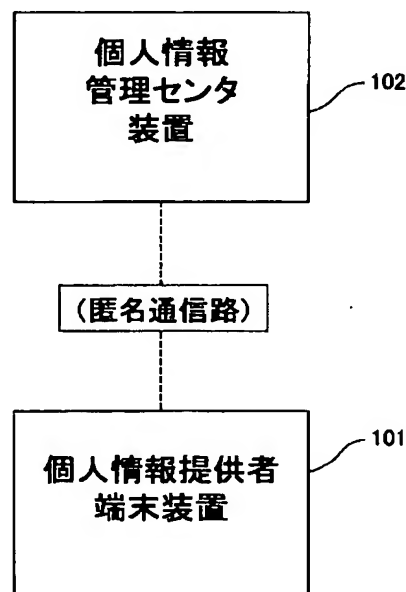 個人情報
管理センタ
装置
102
(匿名通信路)
個人情報提供者
端末装置
101